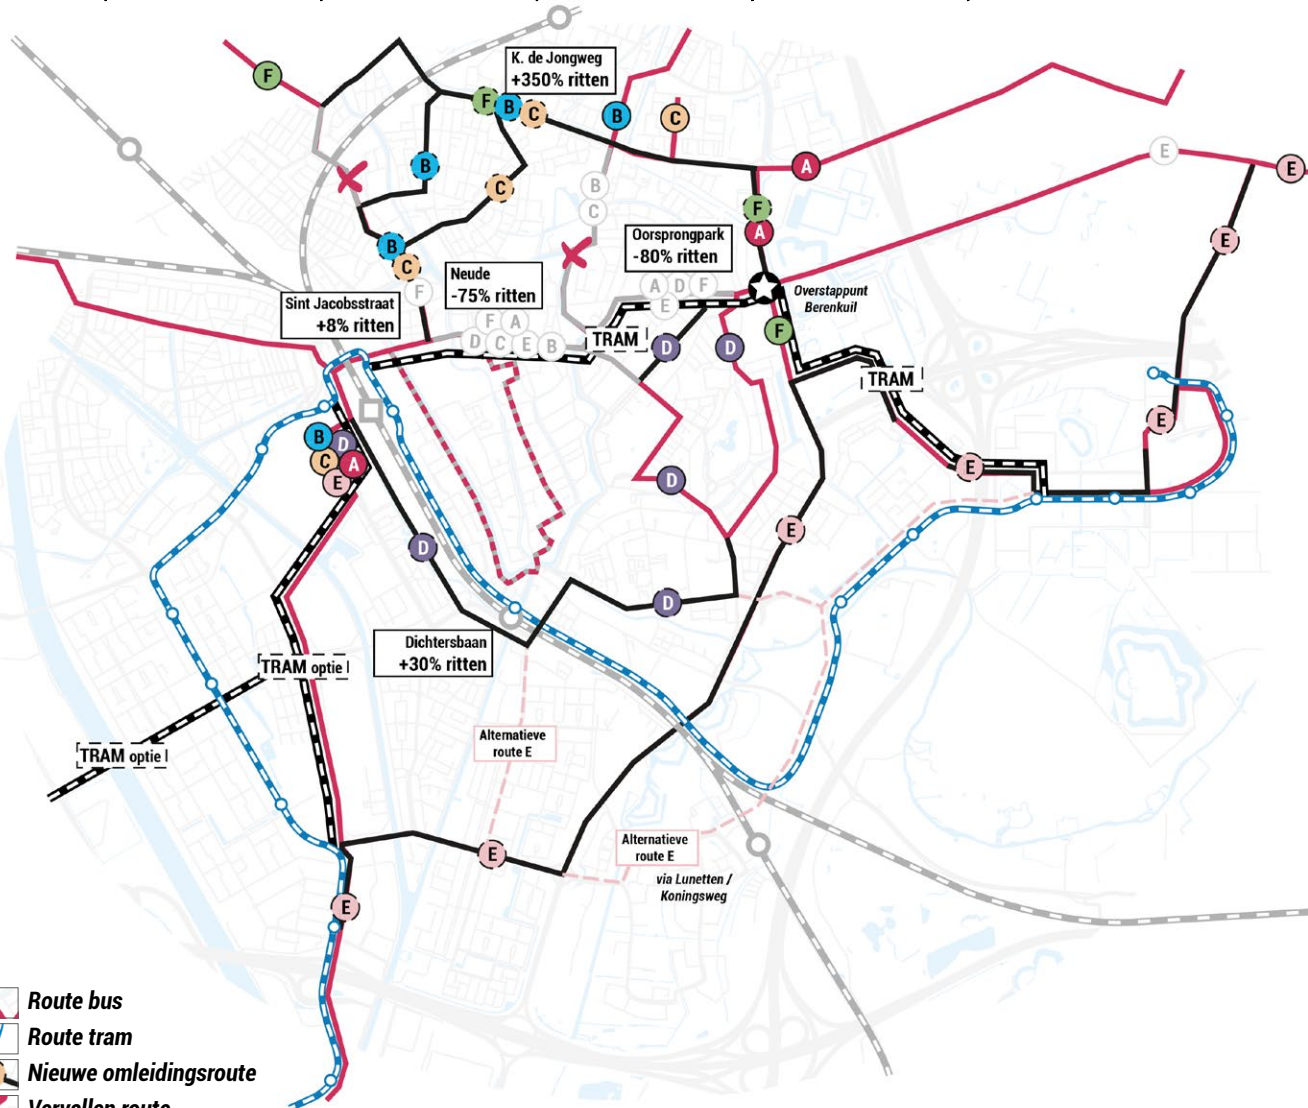 K. de Jongweg
+350% ritten
F
F
B
C
B
C
B
A
E
E
B
C
B
C
F
A
E
Oorsprongpark
-80% ritten
B
C
F
Neude
-75% ritten
A D F
E
Overstappunt
Berenkuil
Sint Jacobsstraat
+8% ritten
F A
D C E B
TRAM
D
D
F
TRAM
E
B
D
C
A
E
E
D
E
D
D
Dichtersbaan
+30% ritten
TRAM optie I
TRAM optie I
Alternatieve
route E
E
Alternatieve
route E
via Lunetten /
Koningsweg
E
Route bus
Route tram
Nieuwe omleidingsroute
Vervallen route